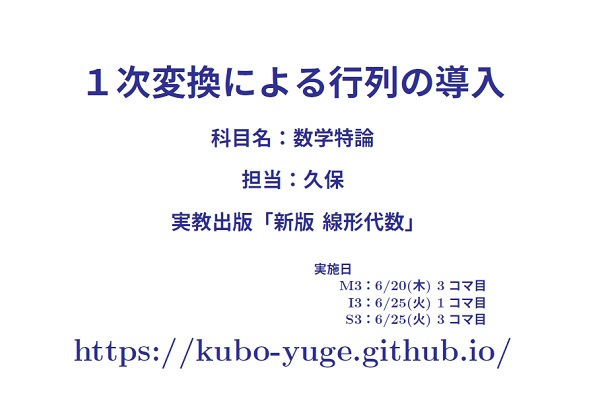 １次変換による行列の導入
科目名：数学特論
担当：久保
実教出版「新版 線形代数」
実施日
M3：6/20(木) 3 コマ目
I3：6/25(火) 1 コマ目
S3：6/25(火) 3 コマ目
https://kubo-yuge.github.io/